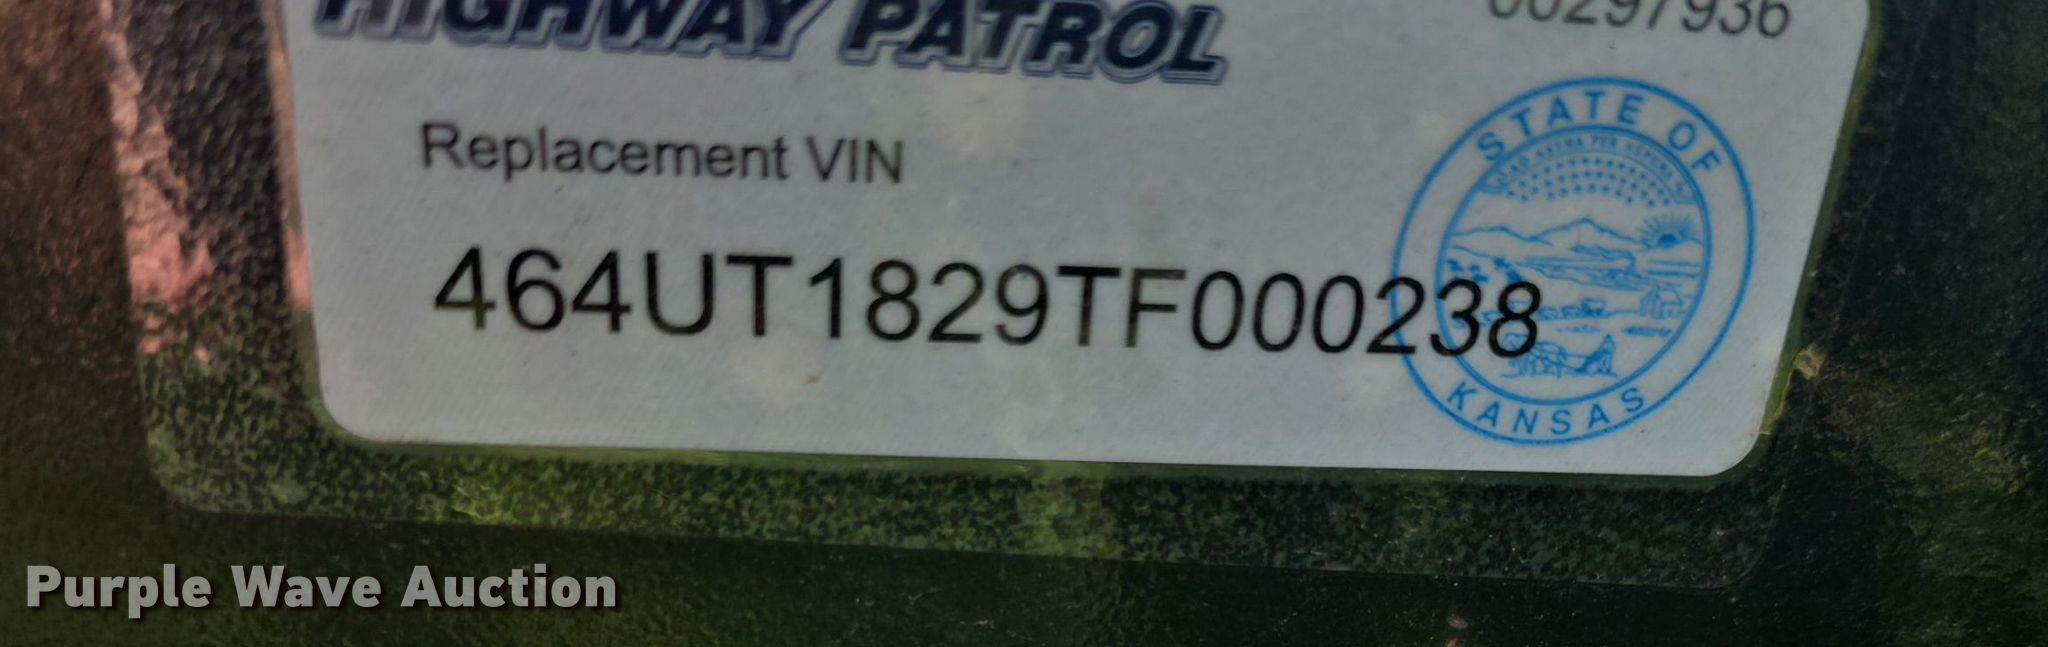 HIGHWAY PATROL
00297936
Replacement VIN
464UT1829TF000238
STATE OF
KANSAS
Purple Wave Auction